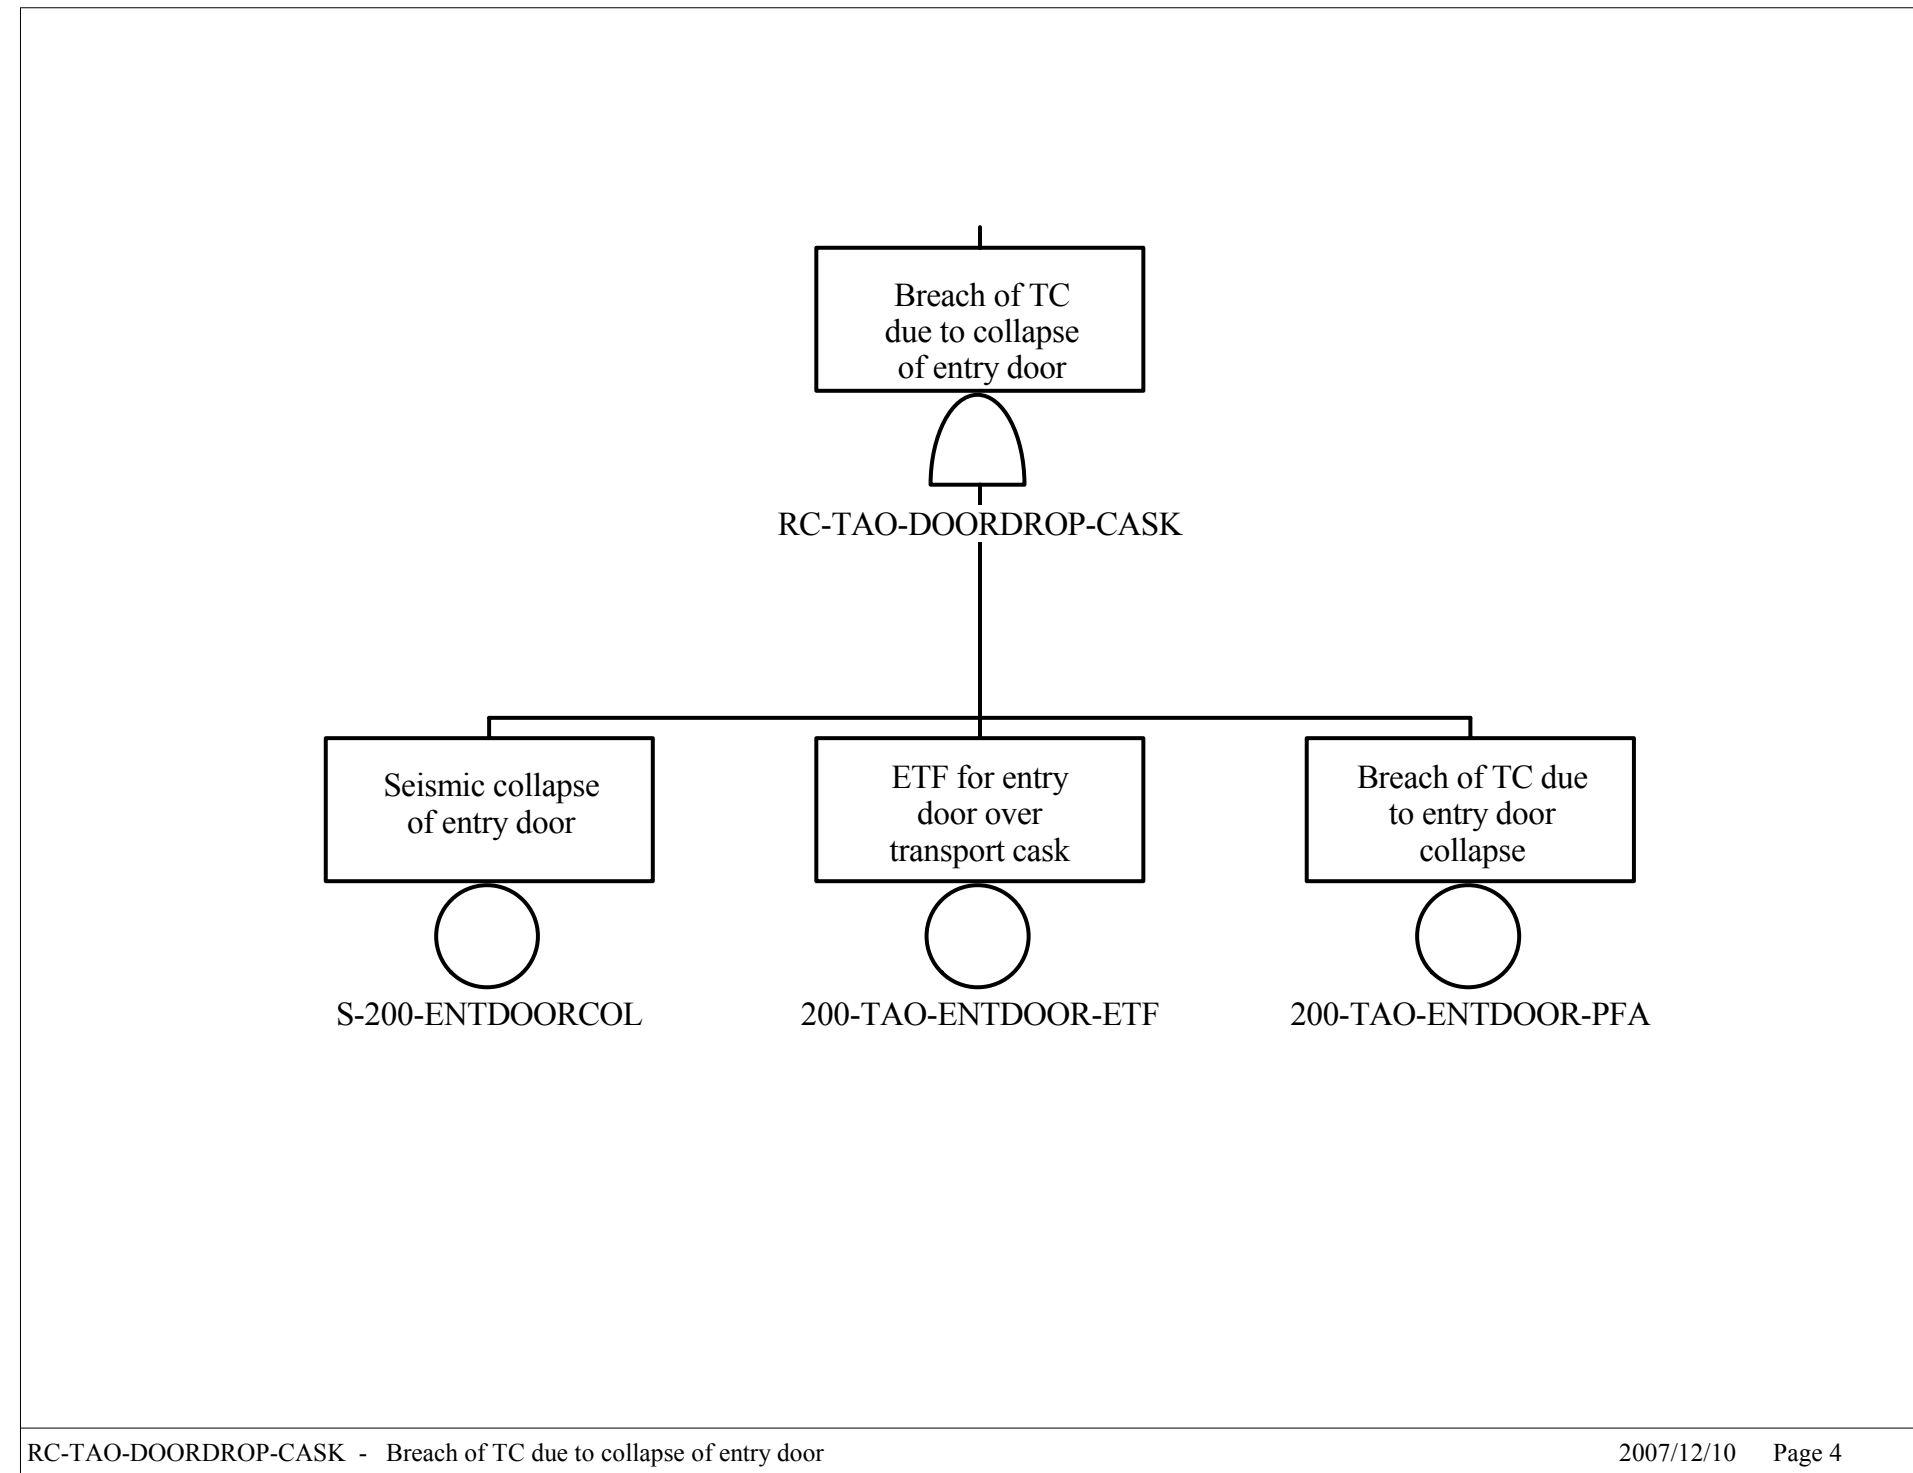 Breach of TC
due to collapse
of entry door
RC-TAO-DOORDROP-CASK
Seismic collapse
of entry door
S-200-ENTDOORCOL
ETF for entry
door over
transport cask
200-TAO-ENTDOOR-ETF
Breach of TC due
to entry door
collapse
200-TAO-ENTDOOR-PFA
RC-TAO-DOORDROP-CASK - Breach of TC due to collapse of entry door
2007/12/10 Page 4